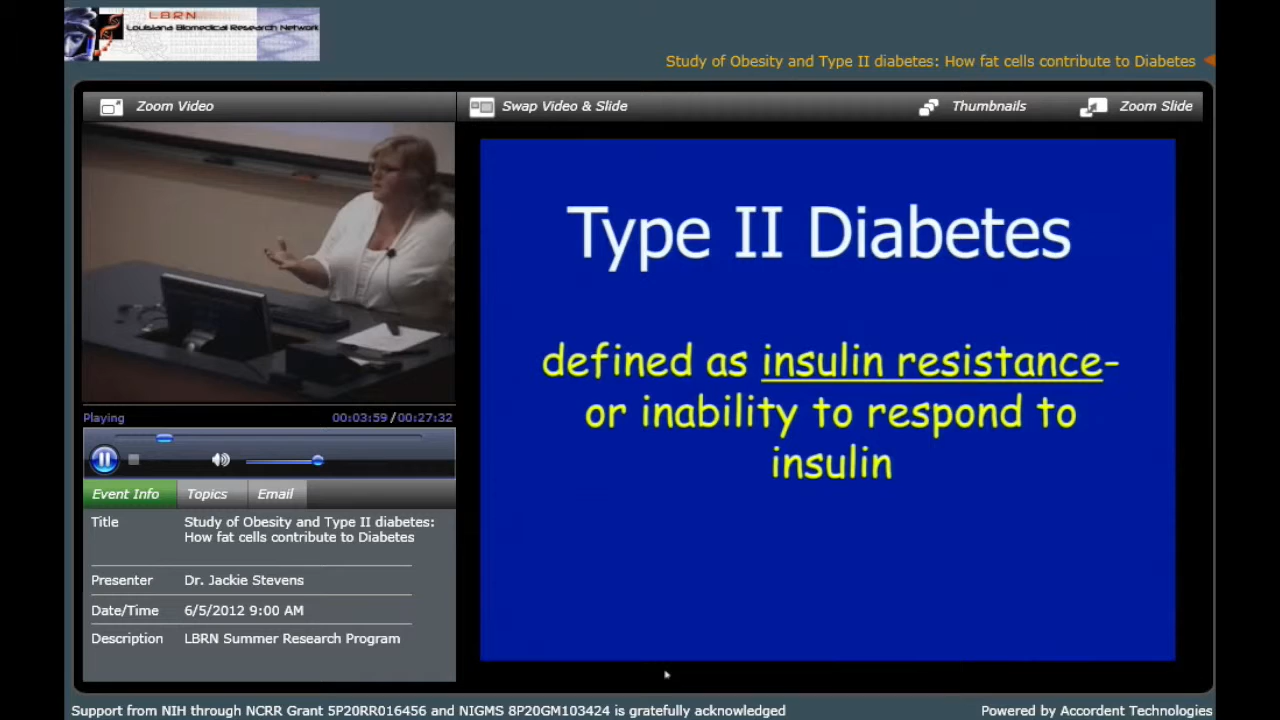 LBRN
Louisiana Biomedical Research Network
Study of Obesity and Type II diabetes: How fat cells contribute to Diabetes
Zoom Video
Swap Video & Slide
Thumbnails
Zoom Slide
Type II Diabetes
defined as insulin resistance-
or inability to respond to
insulin
Playing
00:03:59 / 00:27:32
Event Info
Topics
Email
Title
Study of Obesity and Type II diabetes:
How fat cells contribute to Diabetes
Presenter
Dr. Jackie Stevens
Date/Time
6/5/2012 9:00 AM
Description
LBRN Summer Research Program
Support from NIH through NCRR Grant 5P20RR016456 and NIGMS 8P20GM103424 is gratefully acknowledged
Powered by Accordent Technologies